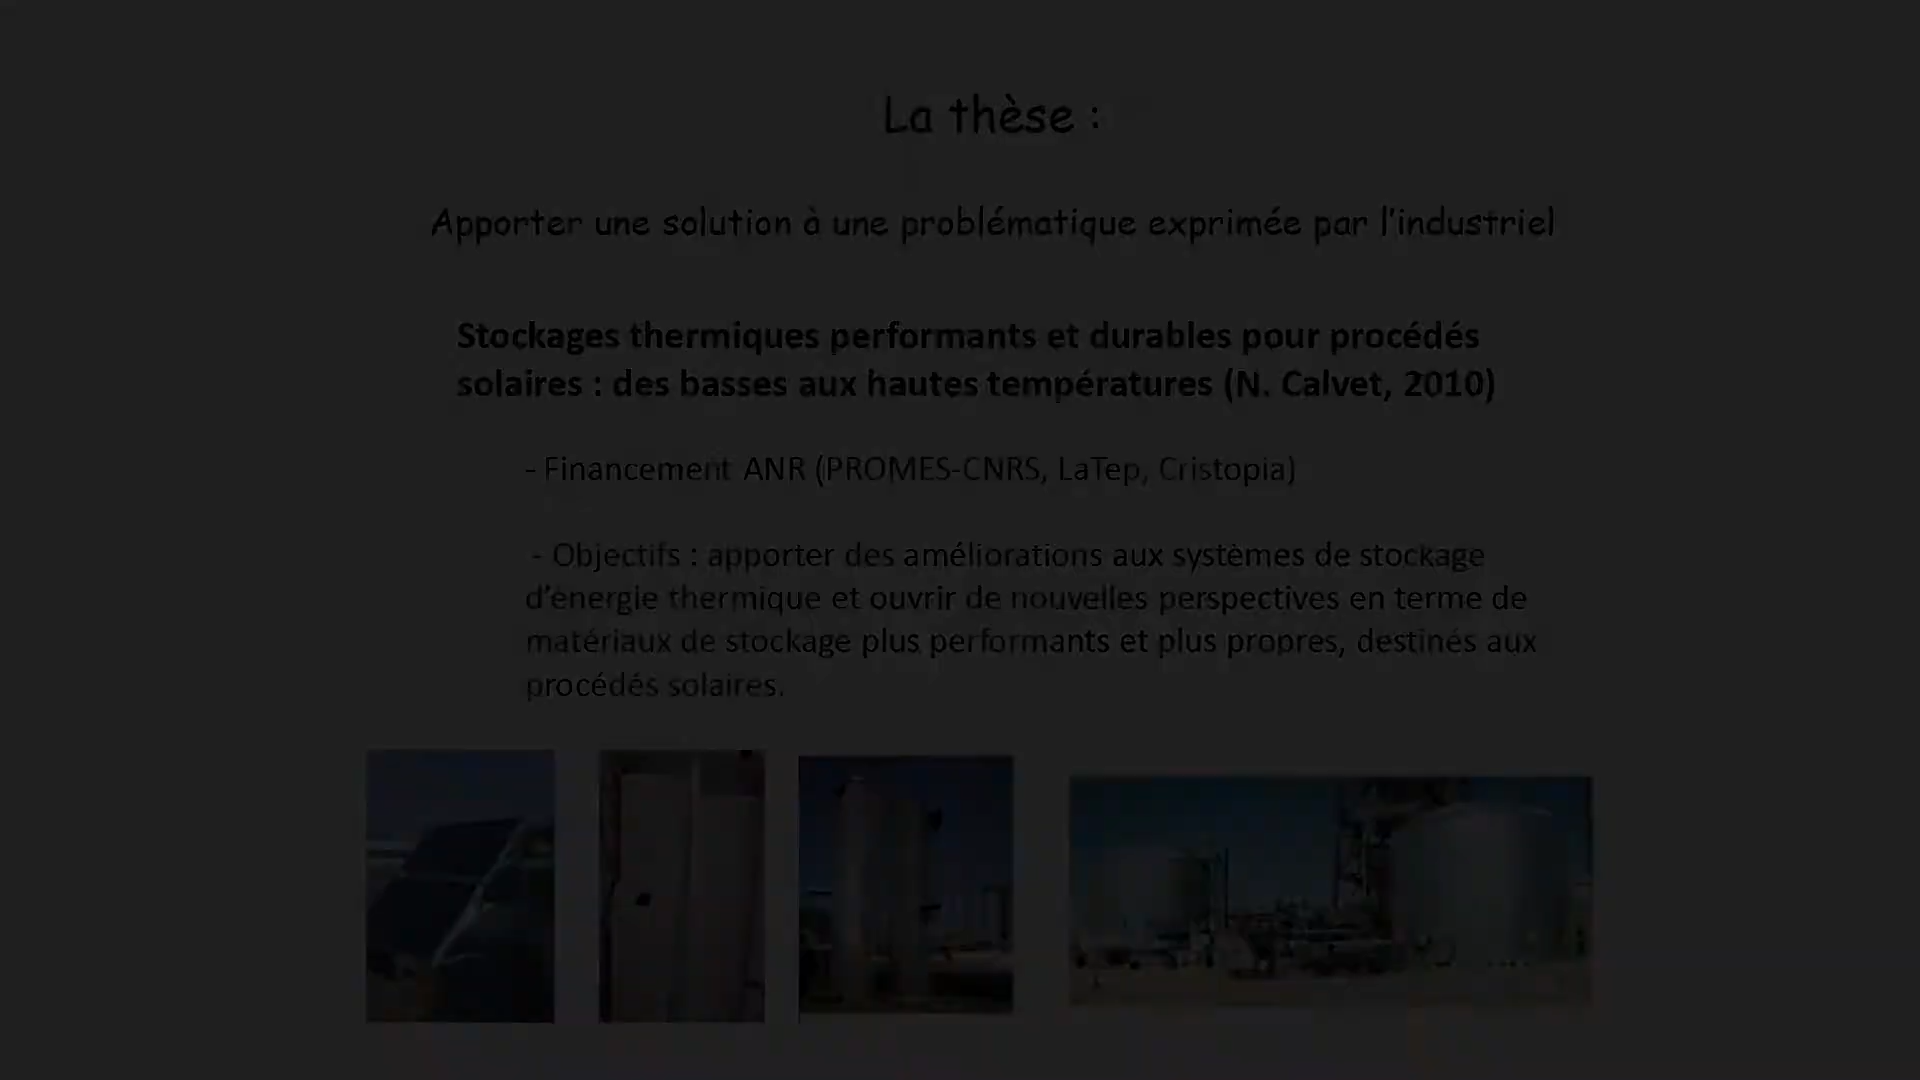 La thèse :
Apporter une solution à une problématique exprimée par l'industriel
Stockages thermiques performants et durables pour procédés
solaires : des basses aux hautes températures (N. Calvet, 2010)
- Financement ANR (PROMES-CNRS, LaTep, Cristopia)
- Objectifs : apporter des améliorations aux systèmes de stockage
d'énergie thermique et ouvrir de nouvelles perspectives en terme de
matériaux de stockage plus performants et plus propres, destinés aux
procédés solaires.